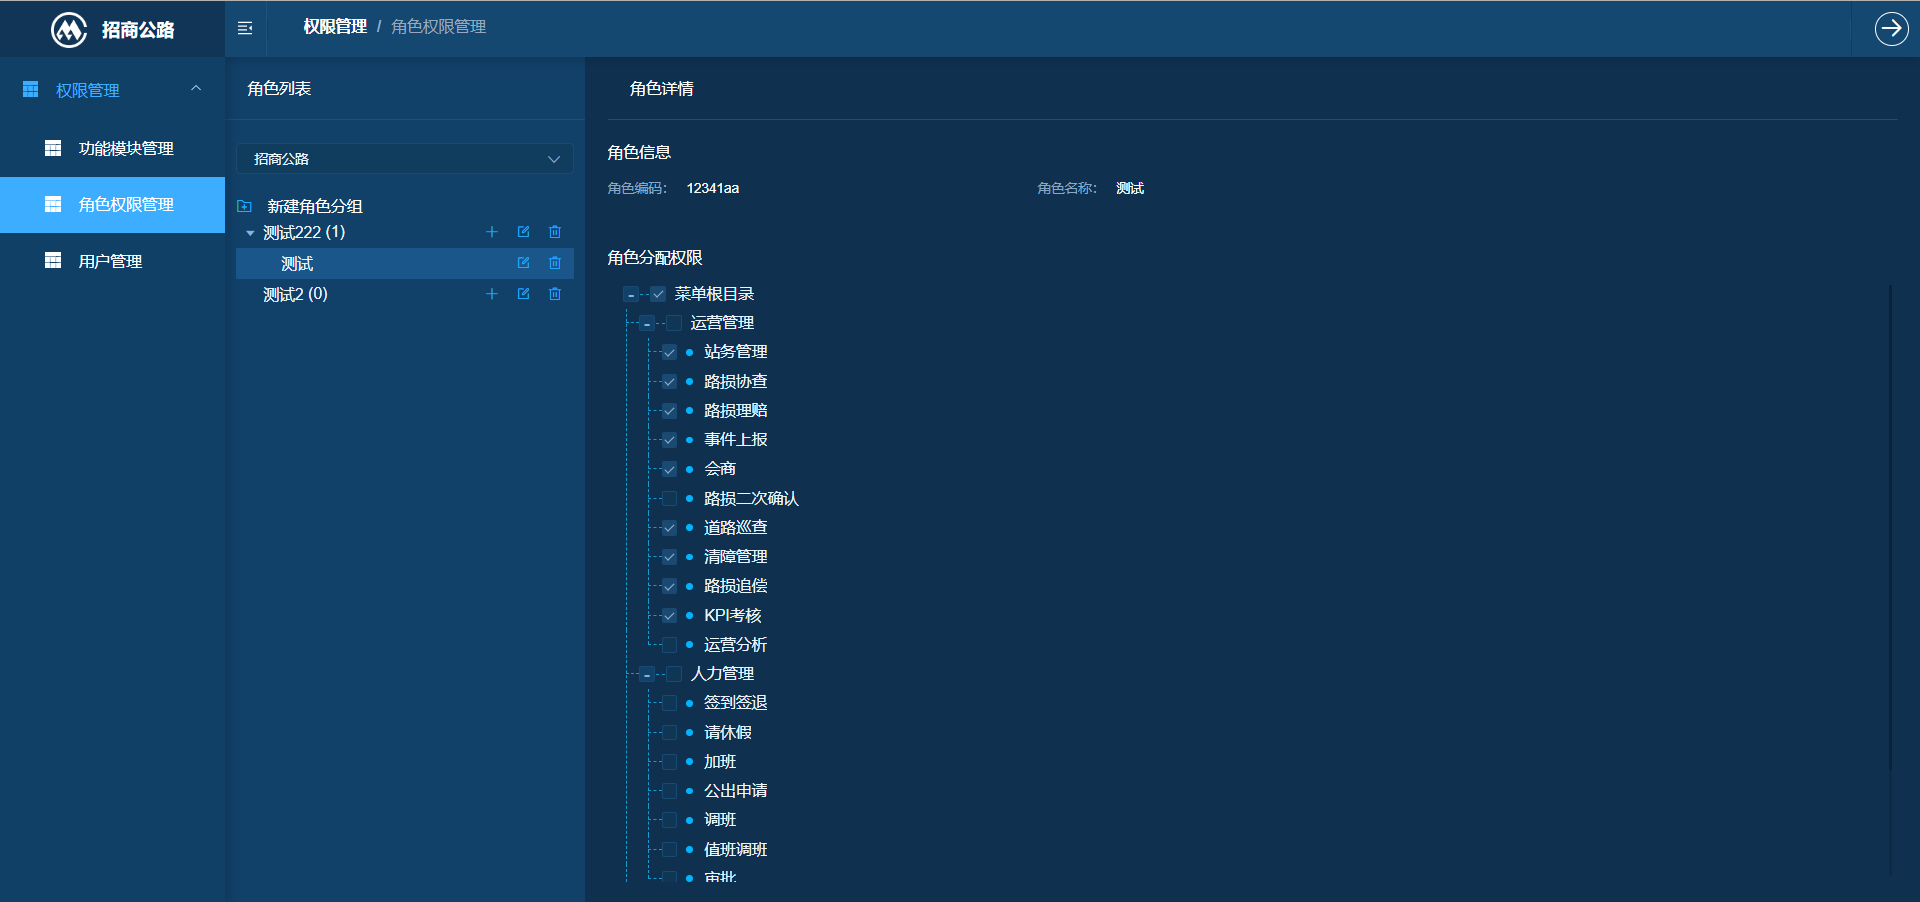 招商公路
权限管理 / 角色权限管理
权限管理
功能模块管理
角色权限管理
用户管理
角色列表
招商公路
新建角色分组
测试222 (1)
测试
测试2 (0)
角色详情
角色信息
角色编码： 12341aa
角色名称： 测试
角色分配权限
菜单根目录
运营管理
站务管理
路损协查
路损理赔
事件上报
会商
路损二次确认
道路巡查
清障管理
路损追偿
KPI考核
运营分析
人力管理
签到签退
请休假
加班
公出申请
调班
值班调班
审批